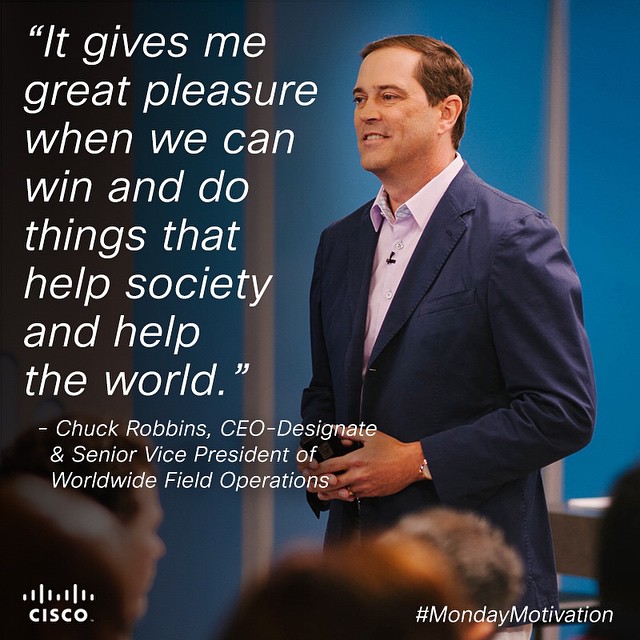 “It gives me
great pleasure
when we can
win and do
things that
help society
and help
the world.”
- Chuck Robbins, CEO-Designate
& Senior Vice President of
Worldwide Field Operations
CISCO
#MondayMotivation